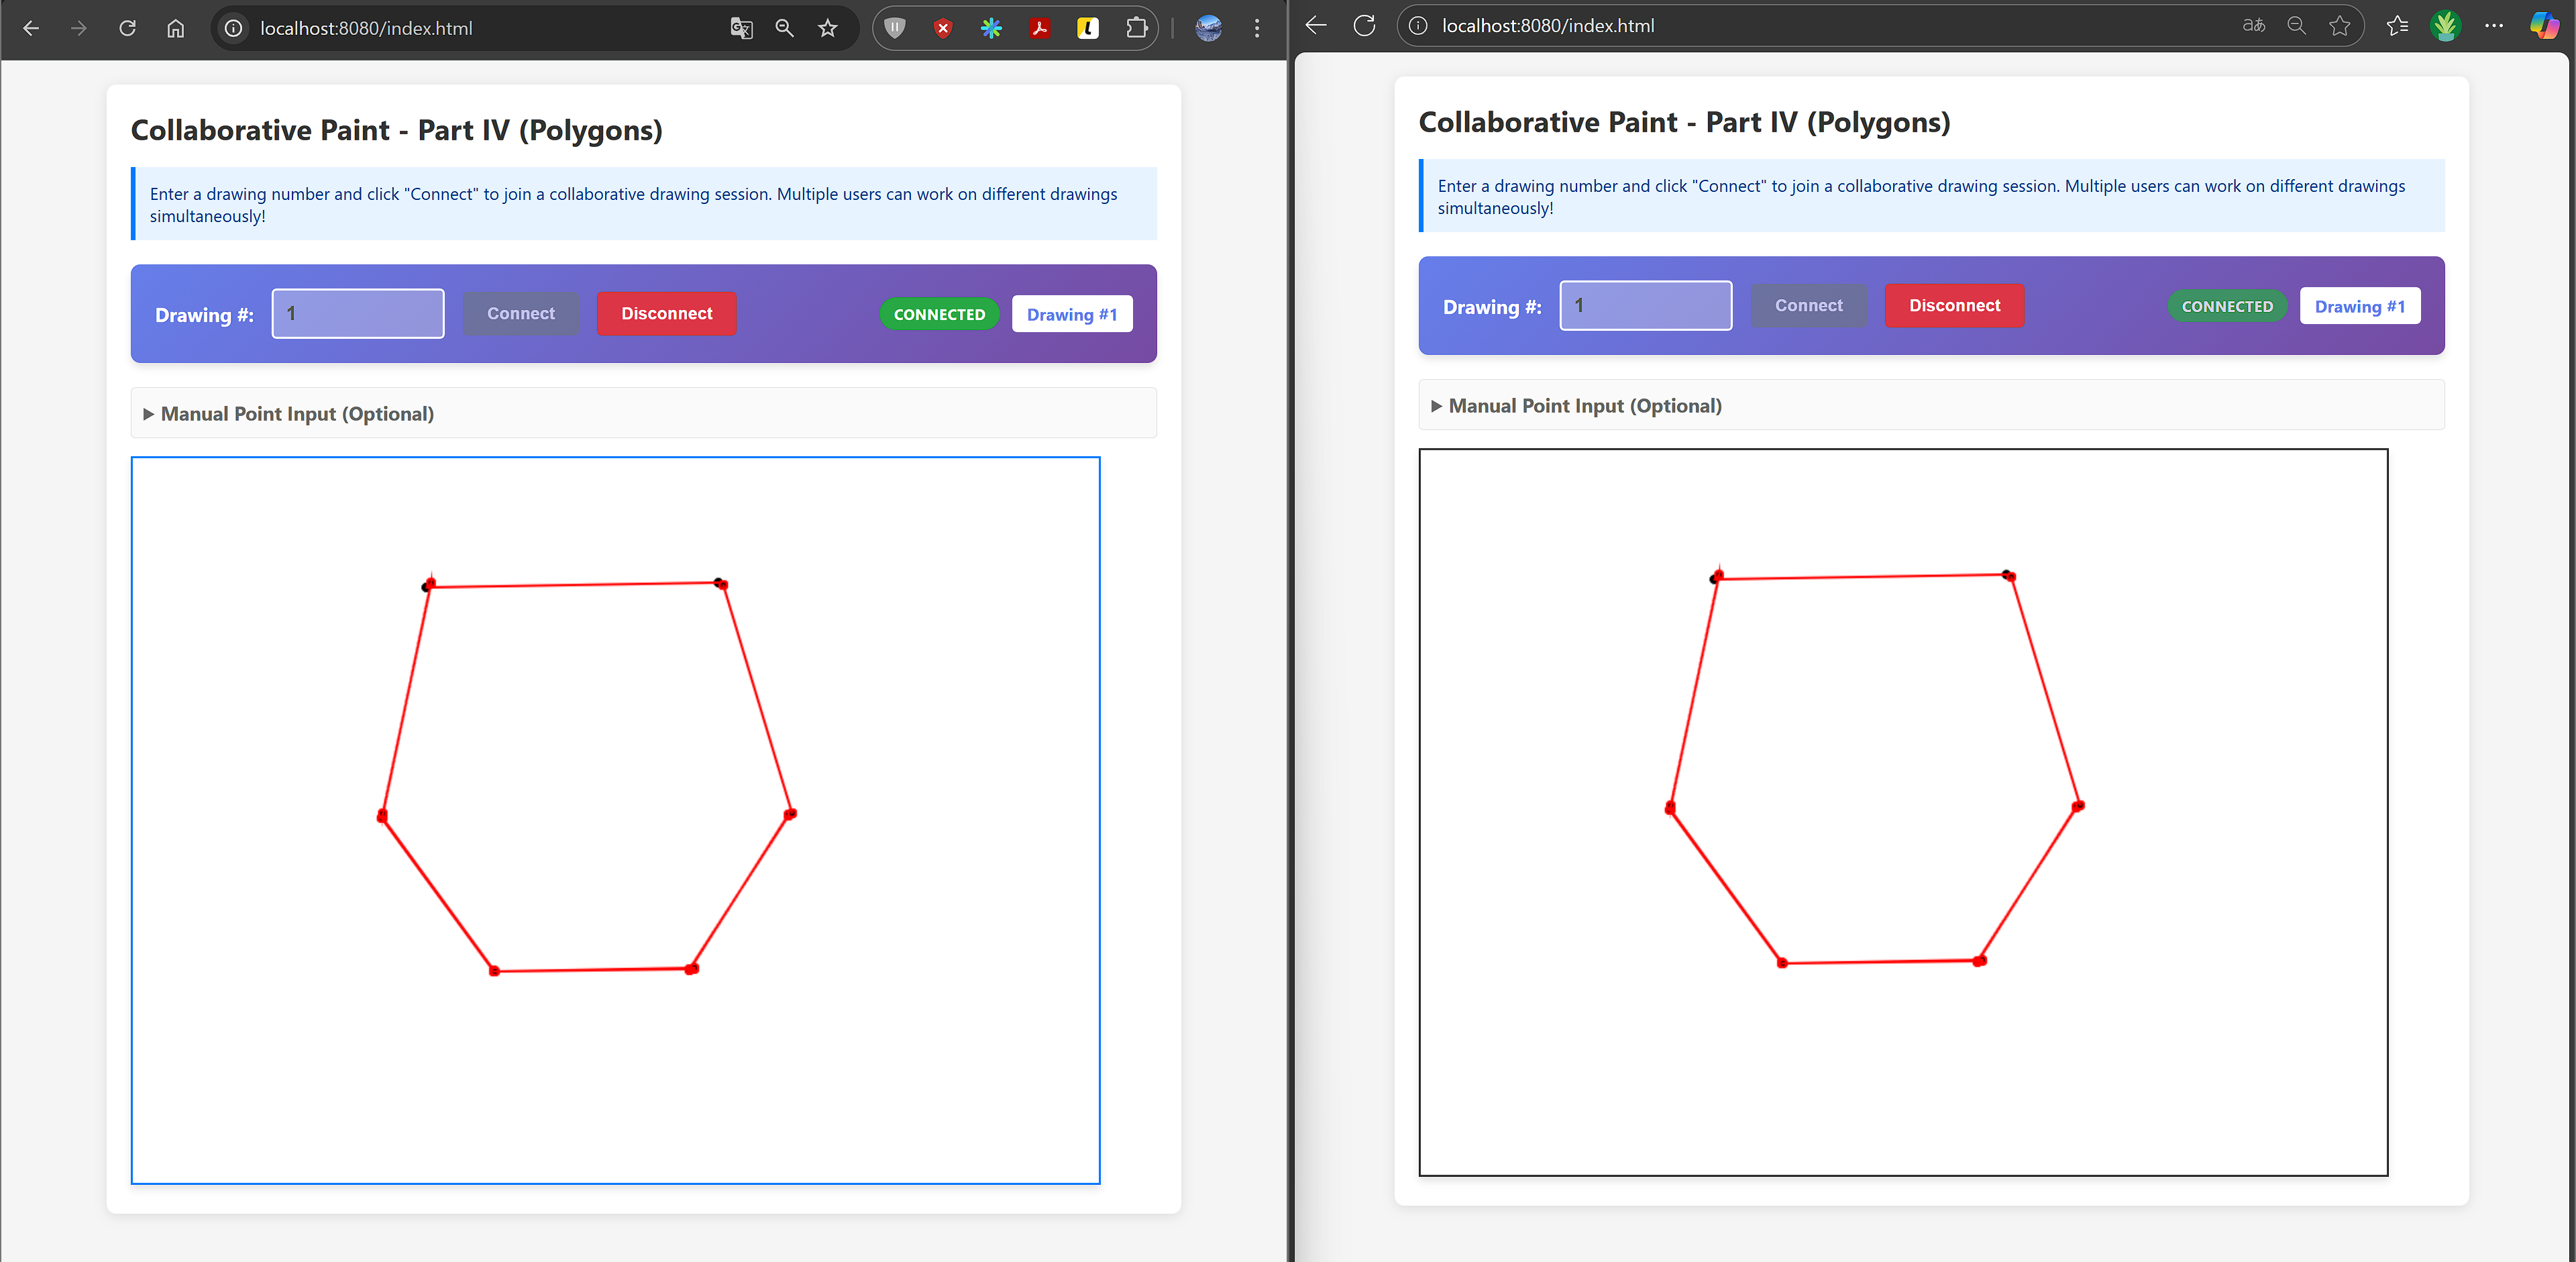 localhost:8080/index.html
Collaborative Paint - Part IV (Polygons)
Enter a drawing number and click "Connect" to join a collaborative drawing session. Multiple users can work on different drawings
simultaneously!
Drawing #:
1
Connect
Disconnect
CONNECTED
Drawing #1
Manual Point Input (Optional)
localhost:8080/index.html
Collaborative Paint - Part IV (Polygons)
Enter a drawing number and click "Connect" to join a collaborative drawing session. Multiple users can work on different drawings
simultaneously!
Drawing #:
1
Connect
Disconnect
CONNECTED
Drawing #1
Manual Point Input (Optional)